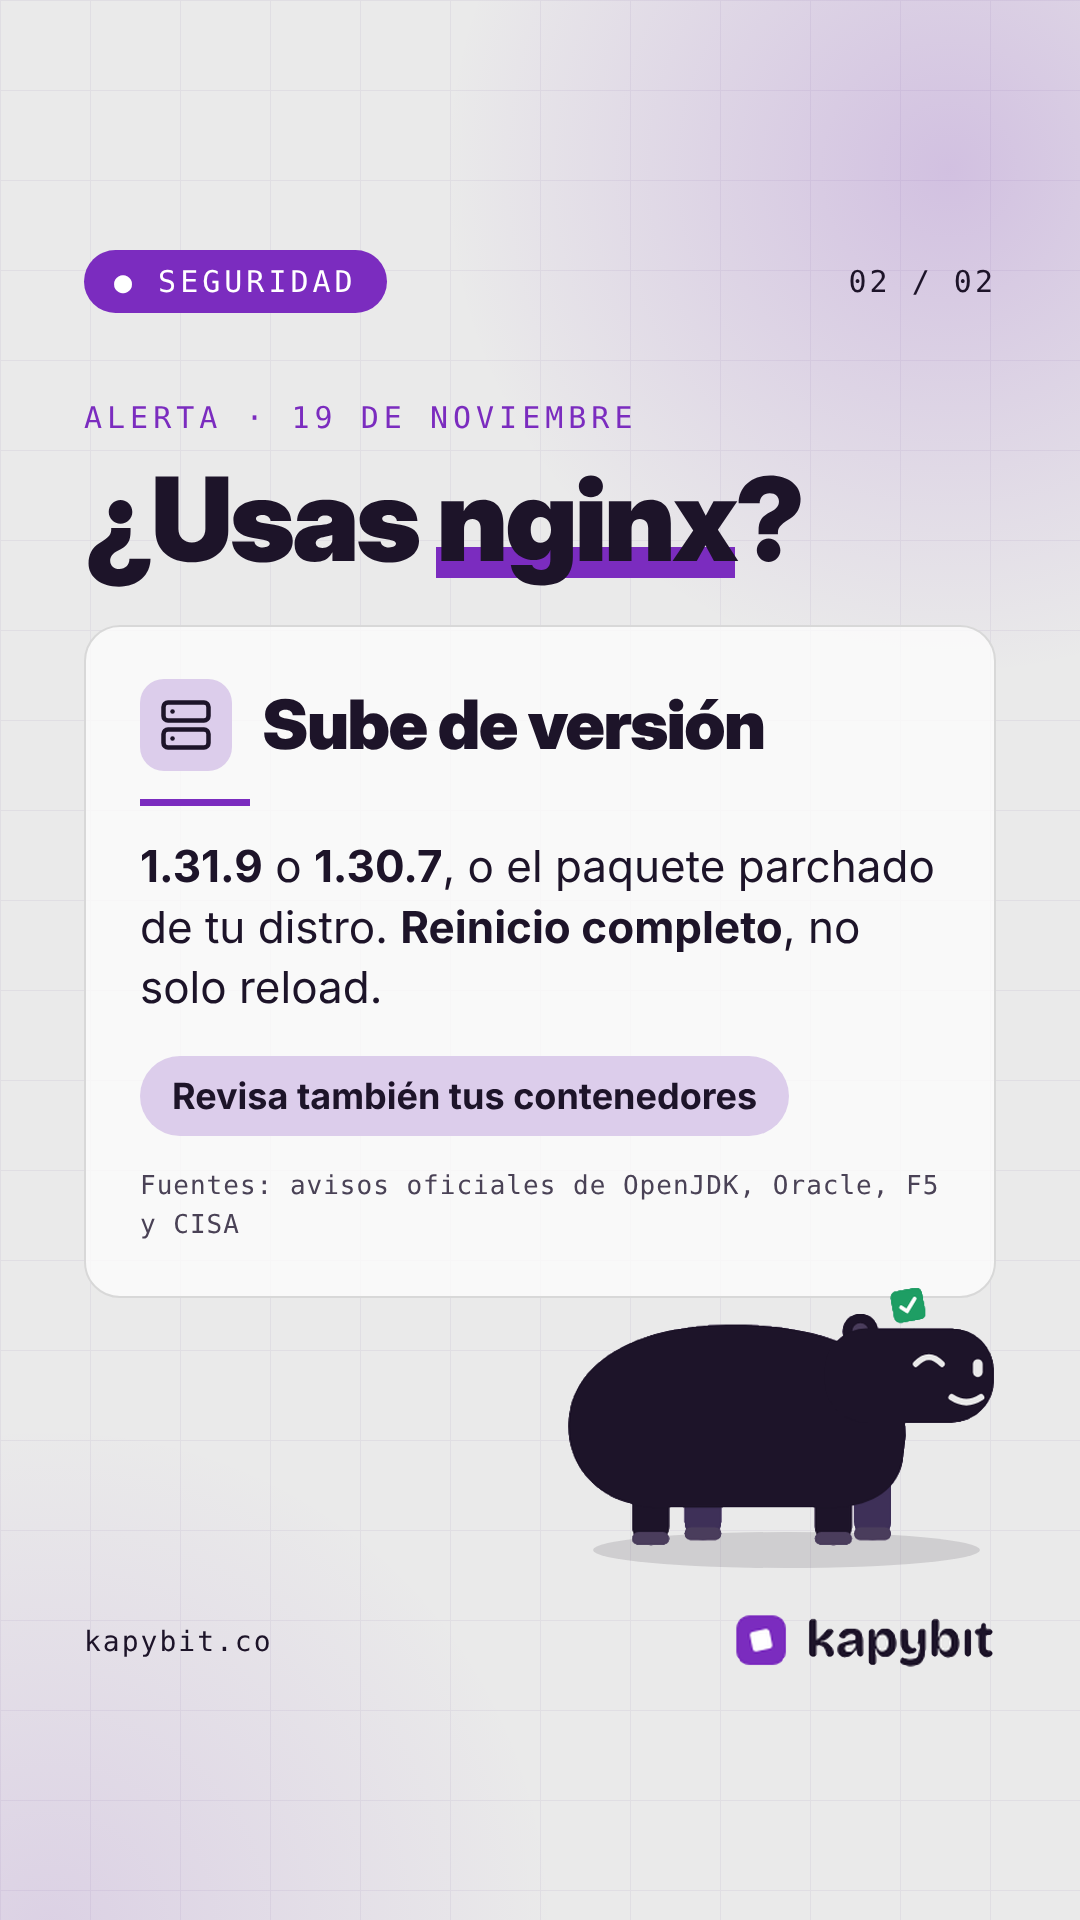 SEGURIDAD
02 / 02
ALERTA · 19 DE NOVIEMBRE
¿Usas nginx?
Sube de versión
1.31.9 o 1.30.7, o el paquete parchado
de tu distro. Reinicio completo, no
solo reload.
Revisa también tus contenedores
Fuentes: avisos oficiales de OpenJDK, Oracle, F5
y CISA
kapybit.co
kapybit